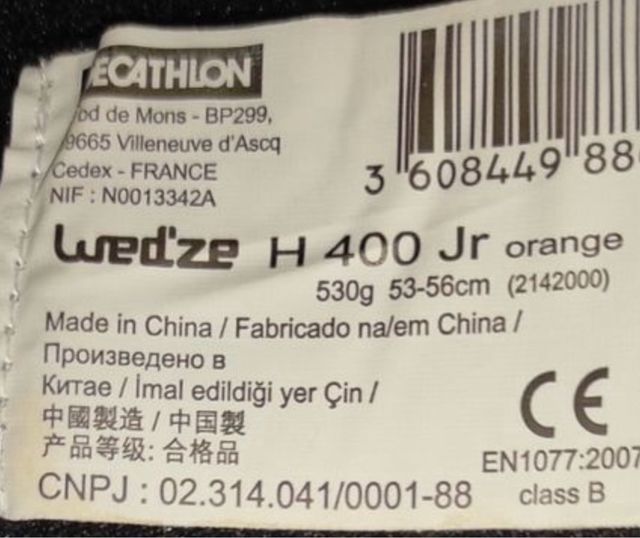 ECATHLON
bd de Mons - BP299,
9665 Villeneuve d'Ascq
Cedex - FRANCE
NIF : N0013342A
3 608449 88
Wed'ze H 400 Jr orange
530g 53-56cm (2142000)
Made in China / Fabricado na/em China /
Произведено в
Китае / İmal edildiği yer Çin /
中國製造 / 中国製
产品等级: 合格品
CE
EN1077:2007
class B
CNPJ : 02.314.041/0001-88